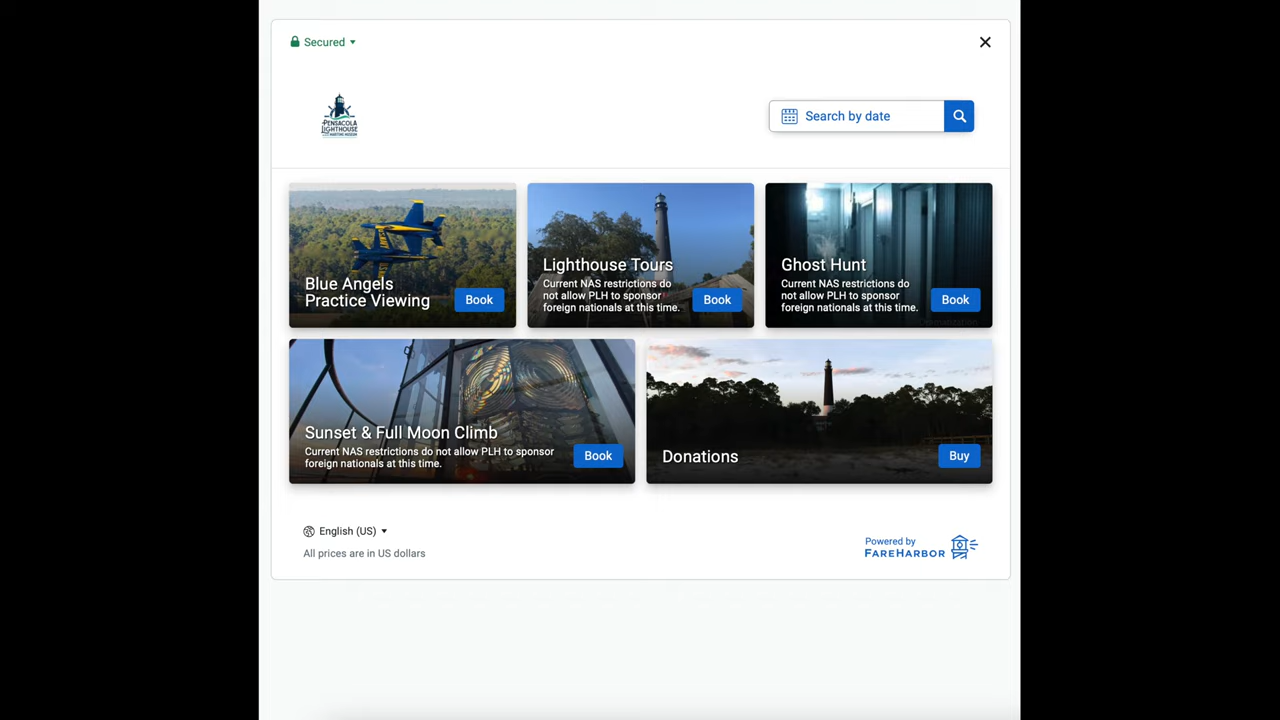 Secured
PENSACOLA
LIGHTHOUSE
Search by date
Blue Angels
Practice Viewing
Book
Lighthouse Tours
Current NAS restrictions do
not allow PLH to sponsor
foreign nationals at this time.
Book
Ghost Hunt
Current NAS restrictions do
not allow PLH to sponsor
foreign nationals at this time.
Book
Sunset & Full Moon Climb
Current NAS restrictions do not allow PLH to sponsor
foreign nationals at this time.
Book
Donations
Buy
English (US)
All prices are in US dollars
Powered by
FAREHARBOR